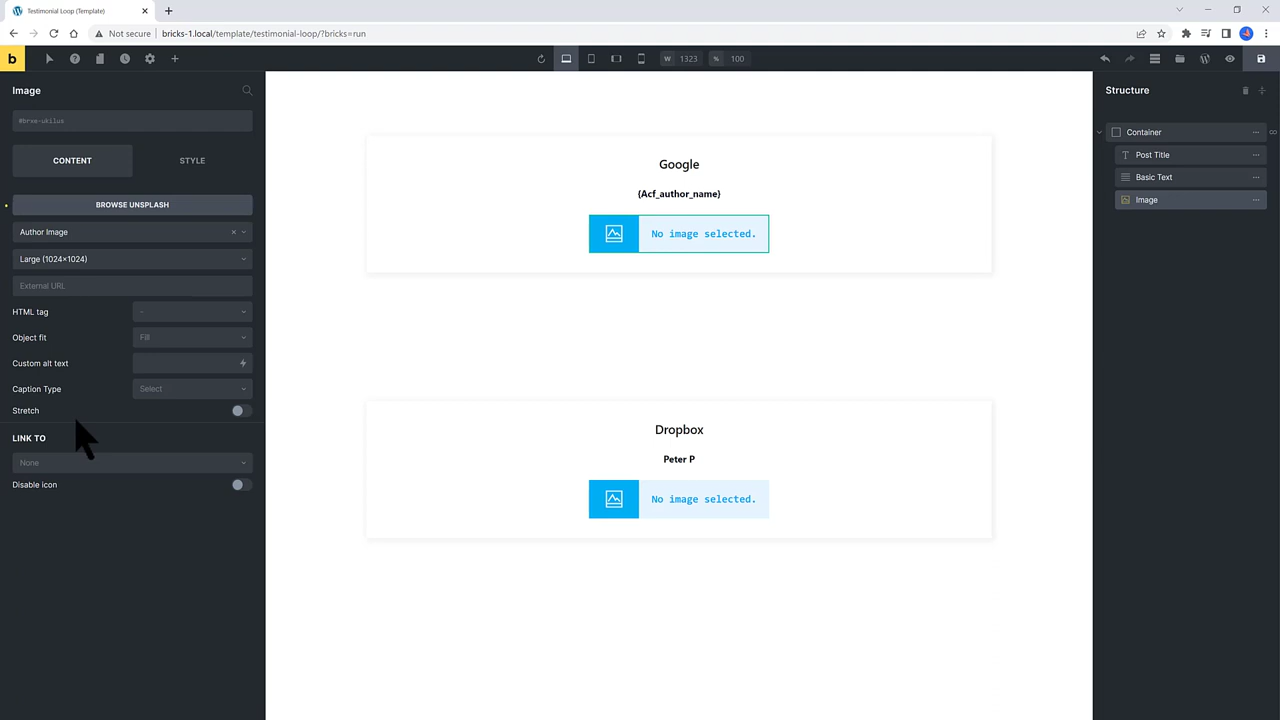 Testimonial Loop (Template)
Not secure
bricks-1.local/template/testimonial-loop/?bricks=run
b
W 1323 % 100
Image
#brxe-ukilus
CONTENT STYLE
BROWSE UNSPLASH
Author Image
Large (1024×1024)
External URL
HTML tag -
Object fit Fill
Custom alt text
Caption Type Select
Stretch
LINK TO
None
Disable icon
Google
{Acf_author_name}
No image selected.
Dropbox
Peter P
No image selected.
Structure
Container
Post Title
Basic Text
Image